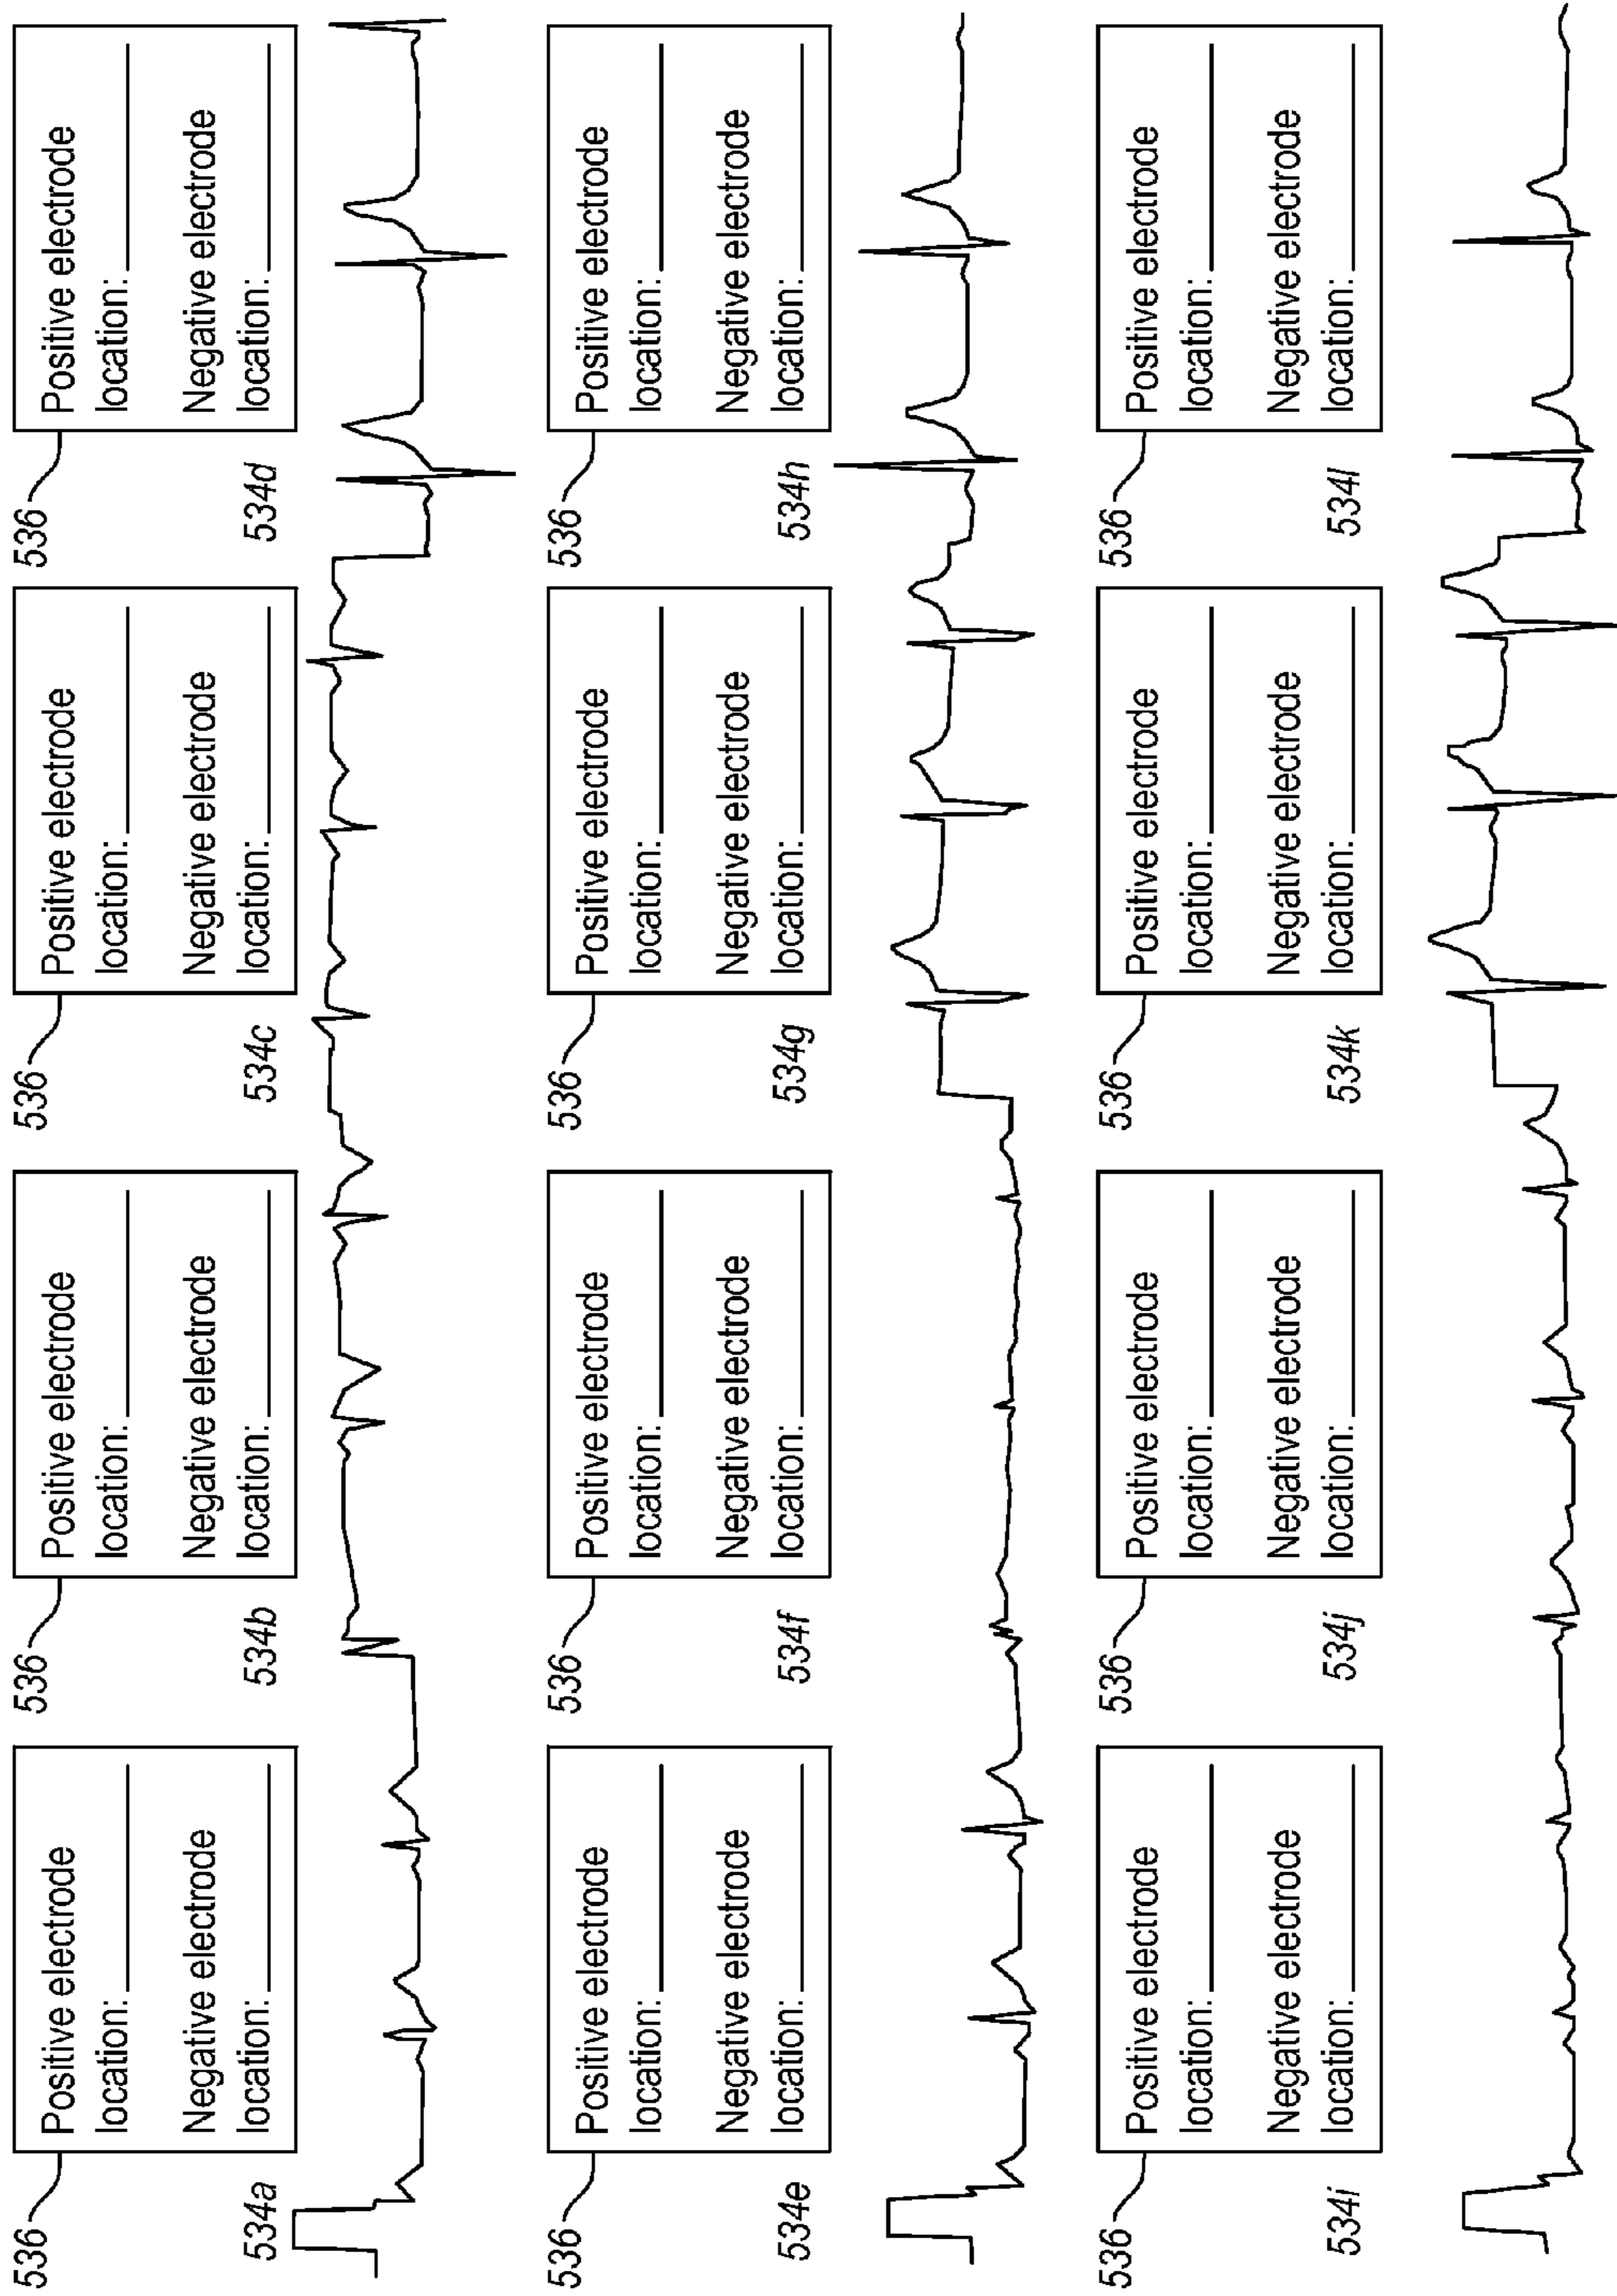 536
Positive electrode
location:
Negative electrode
location:
534a
536
Positive electrode
location:
Negative electrode
location:
534b
536
Positive electrode
location:
Negative electrode
location:
534c
536
Positive electrode
location:
Negative electrode
location:
534d
536
Positive electrode
location:
Negative electrode
location:
534e
536
Positive electrode
location:
Negative electrode
location:
534f
536
Positive electrode
location:
Negative electrode
location:
534g
536
Positive electrode
location:
Negative electrode
location:
534h
536
Positive electrode
location:
Negative electrode
location:
534i
536
Positive electrode
location:
Negative electrode
location:
534j
536
Positive electrode
location:
Negative electrode
location:
534k
536
Positive electrode
location:
Negative electrode
location:
534l